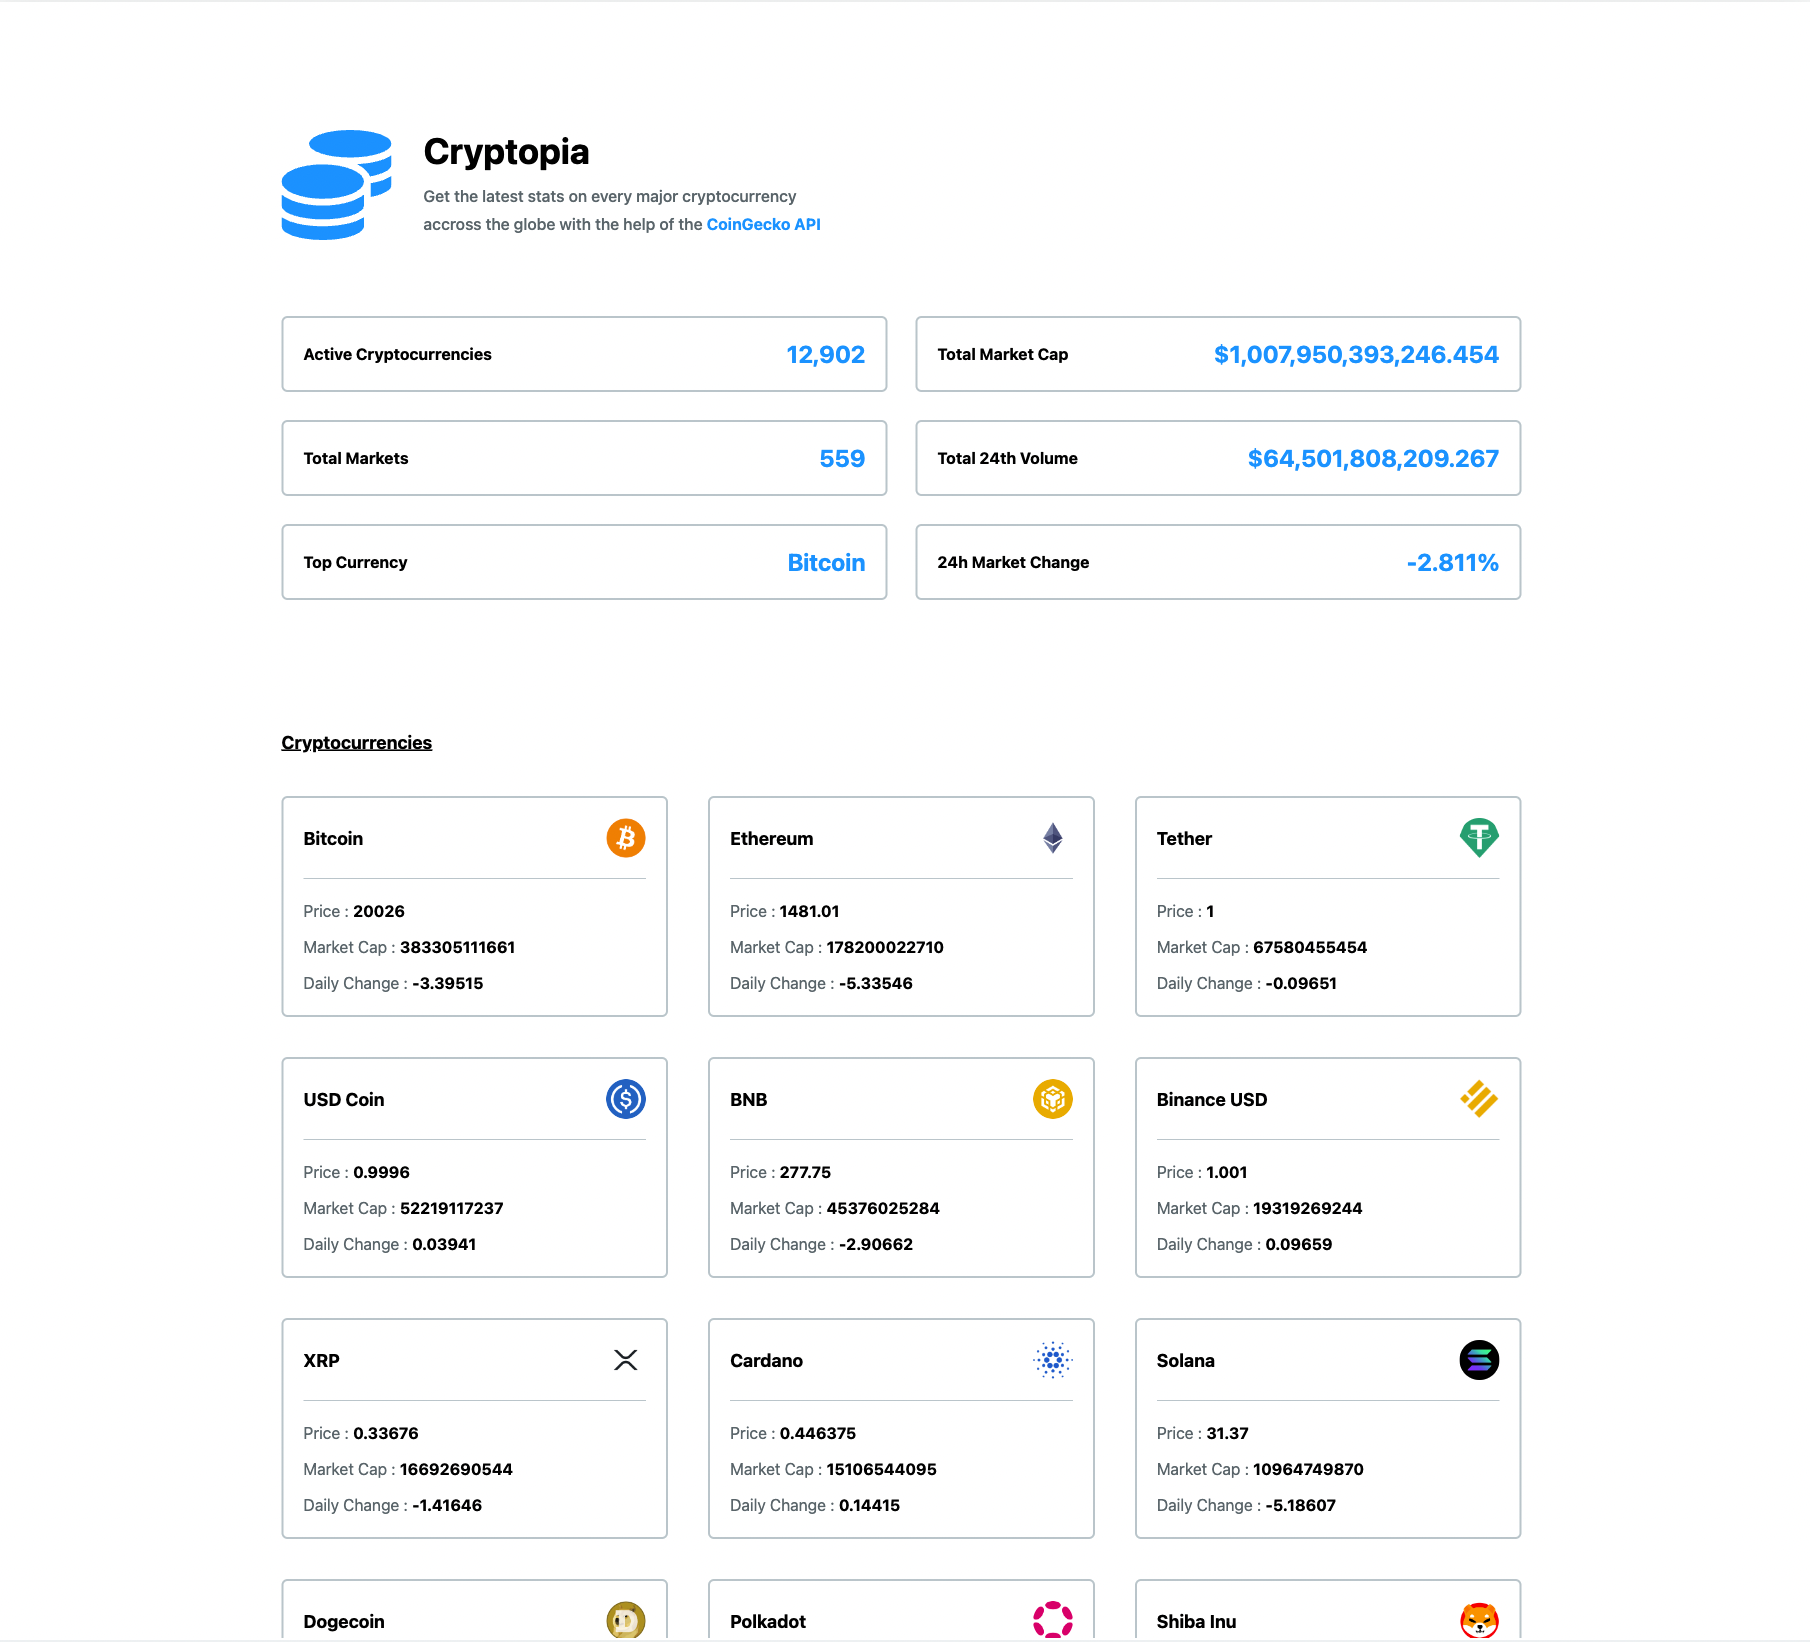 Cryptopia
Get the latest stats on every major cryptocurrency
accross the globe with the help of the CoinGecko API
Active Cryptocurrencies 12,902
Total Market Cap $1,007,950,393,246.454
Total Markets 559
Total 24th Volume $64,501,808,209.267
Top Currency Bitcoin
24h Market Change -2.811%
Cryptocurrencies
Bitcoin
Price : 20026
Market Cap : 383305111661
Daily Change : -3.39515
Ethereum
Price : 1481.01
Market Cap : 178200022710
Daily Change : -5.33546
Tether
Price : 1
Market Cap : 67580455454
Daily Change : -0.09651
USD Coin
Price : 0.9996
Market Cap : 52219117237
Daily Change : 0.03941
BNB
Price : 277.75
Market Cap : 45376025284
Daily Change : -2.90662
Binance USD
Price : 1.001
Market Cap : 19319269244
Daily Change : 0.09659
XRP
Price : 0.33676
Market Cap : 16692690544
Daily Change : -1.41646
Cardano
Price : 0.446375
Market Cap : 15106544095
Daily Change : 0.14415
Solana
Price : 31.37
Market Cap : 10964749870
Daily Change : -5.18607
Dogecoin
Polkadot
Shiba Inu